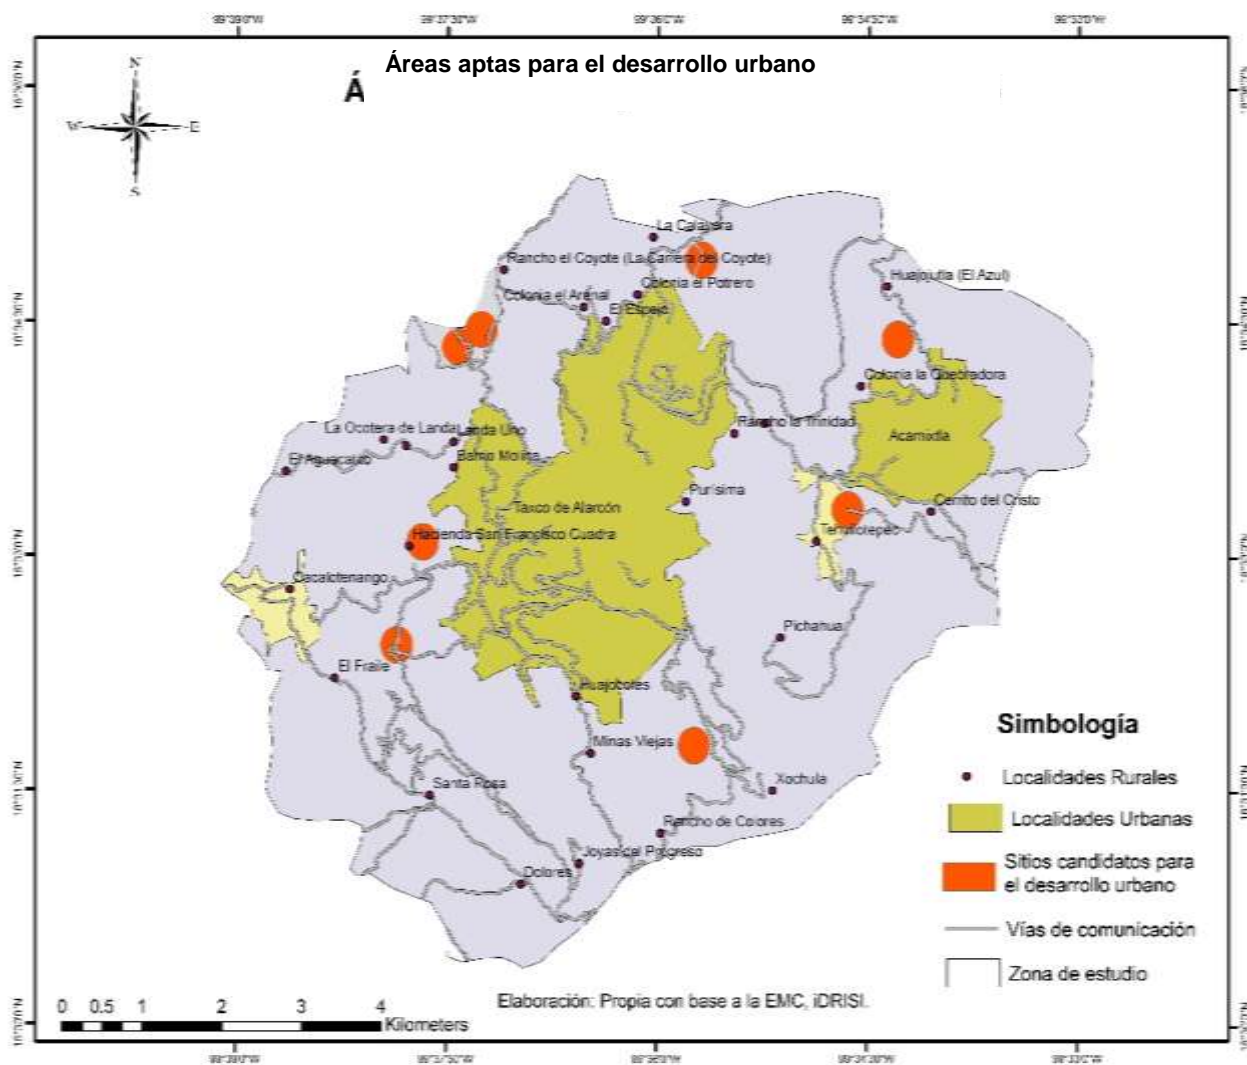 Áreas aptas para el desarrollo urbano
Á
N
W
E
S
La Calavera
Rancho el Coyote (La Cañera del Coyote)
Huajojutla (El Azul)
Colonia el Potrero
Colonia el Arenal
El Espejo
Colonia la Quebradora
Rancho la Trinidad
La Ocotera de Landa
Landa Uno
Acamixtla
El Aguacatito
Barrio Molina
Purísima
Cerrito del Cristo
Taxco de Alarcón
Hacienda San Francisco Cuadra
Tehuilotepec
Cacalotenango
Pichahua
El Fraile
Huajocotes
Minas Viejas
Santa Rosa
Xochula
Rancho de Colores
Joyas del Progreso
Dolores
Simbología
Localidades Rurales
Localidades Urbanas
Sitios candidatos para
el desarrollo urbano
Vías de comunicación
Zona de estudio
0 0.5 1 2 3 4
Kilometers
Elaboración: Propia con base a la EMC, iDRISI.